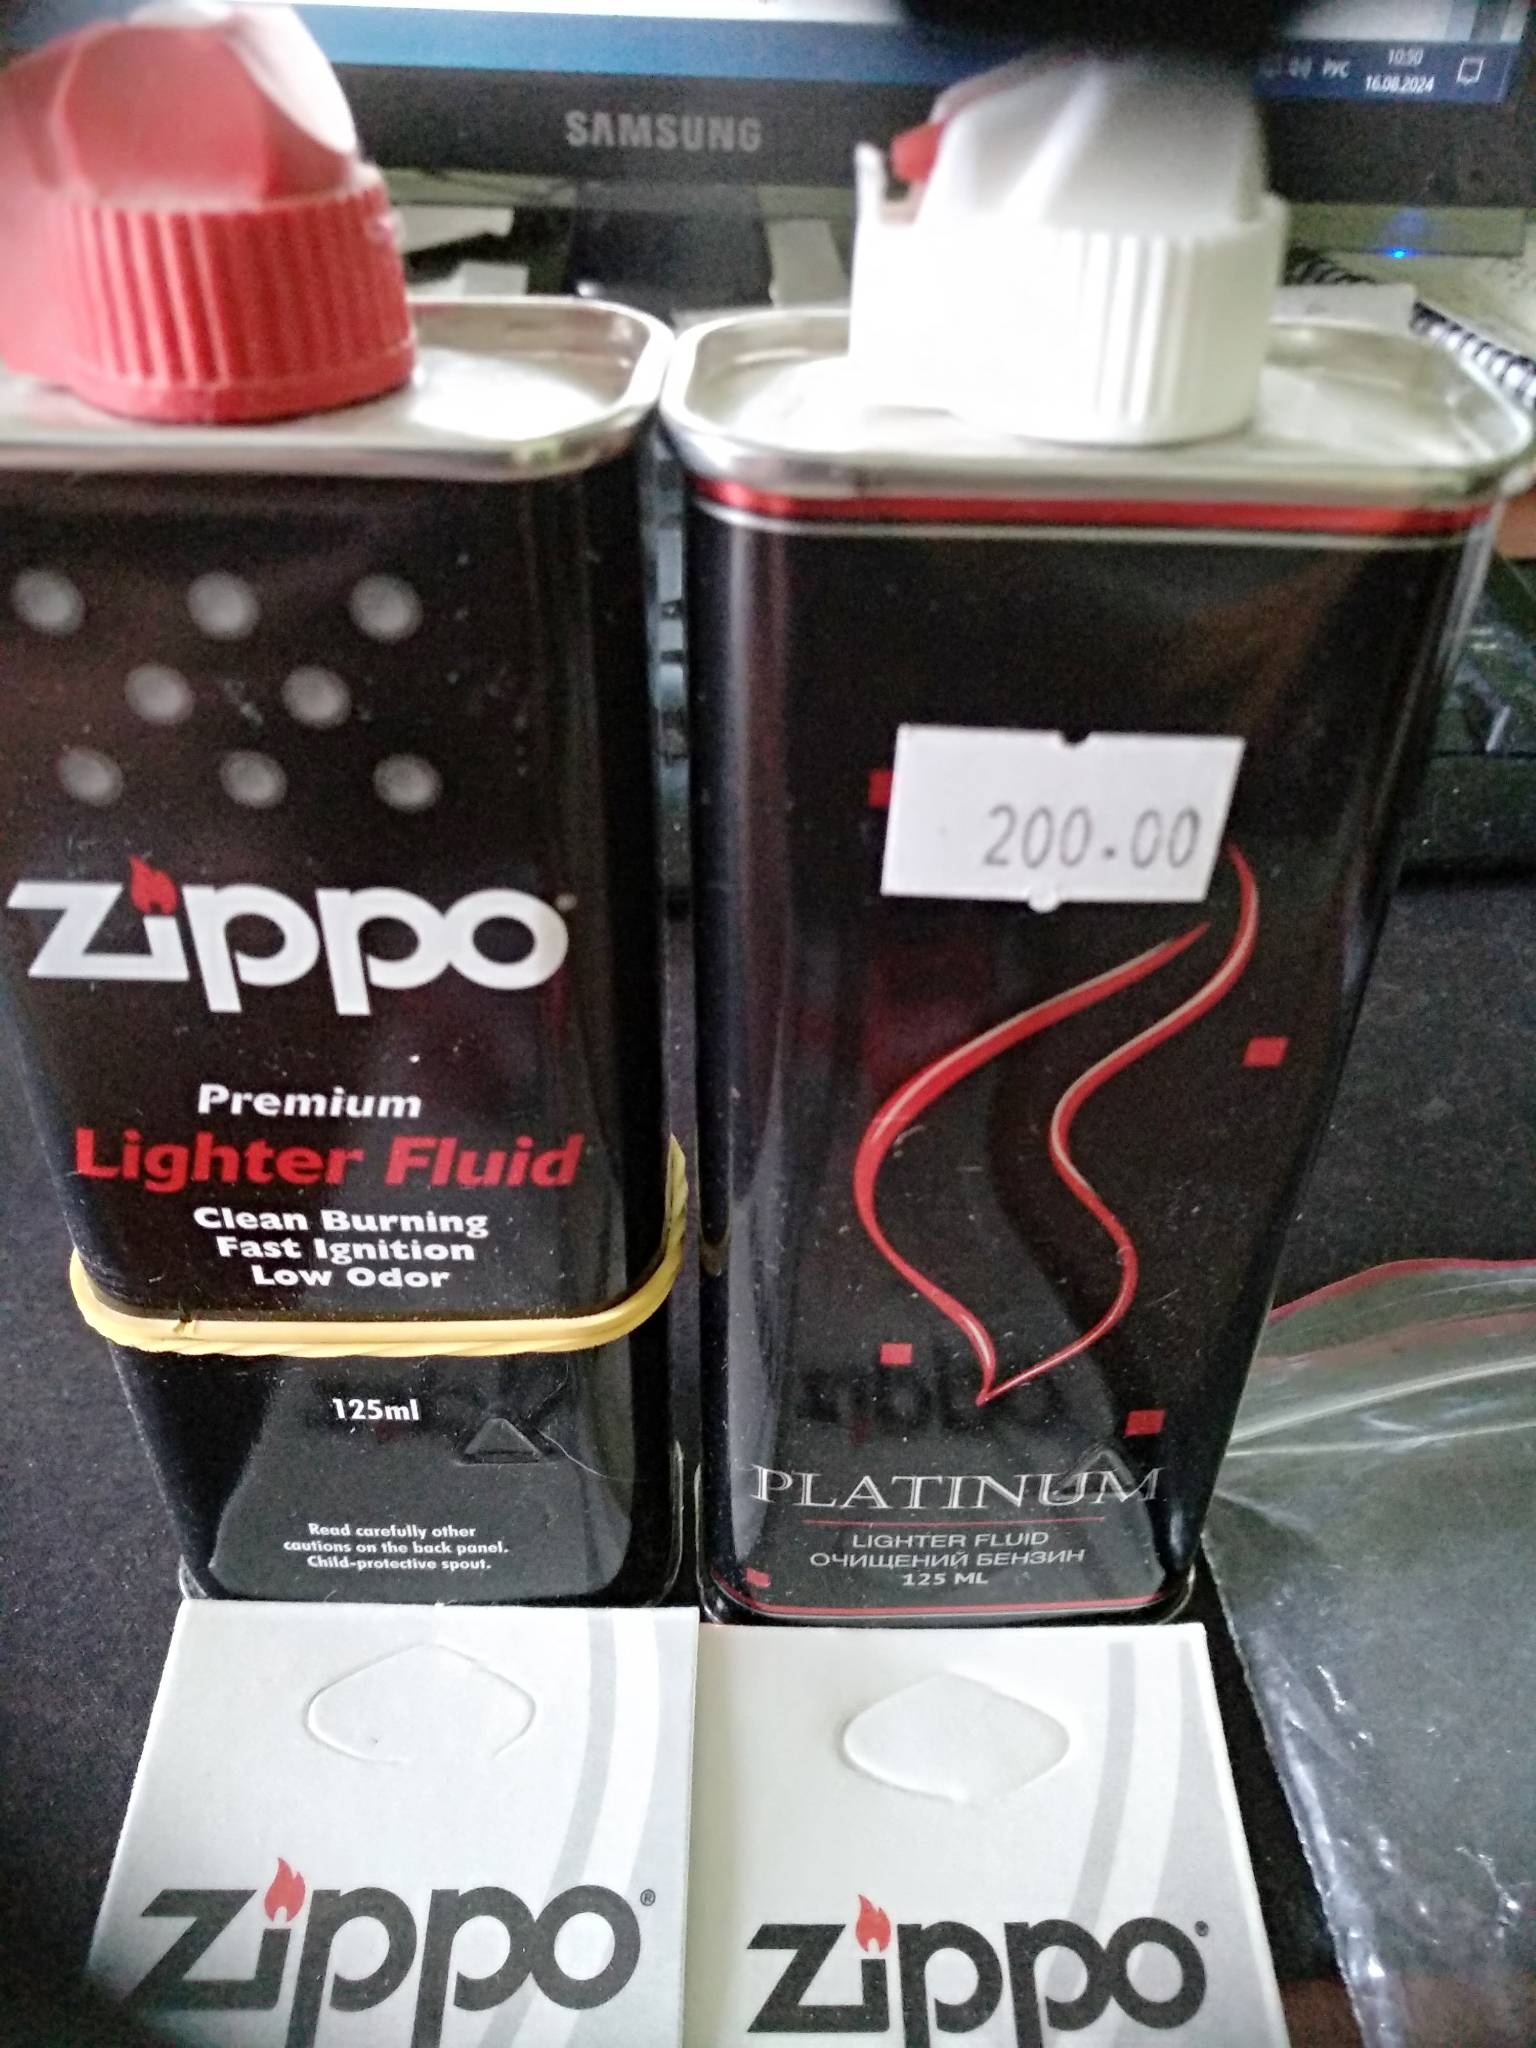 SAMSUNG
РУС
10:50
16.08.2024
zippo
Premium
Lighter Fluid
Clean Burning
Fast Ignition
Low Odor
125ml
Read carefully other
cautions on the back panel.
Child-protective spout.
200.00
PLATINUM
LIGHTER FLUID
ОЧИЩЕНИЙ БЕНЗИН
125 ML
zippo®
zippo®